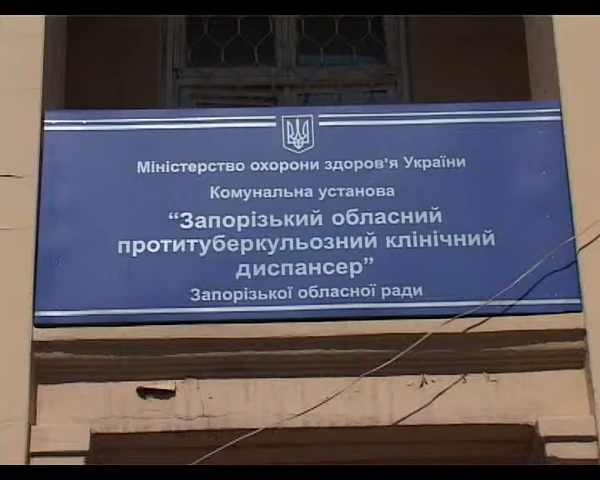 Міністерство охорони здоров'я України
Комунальна установа
“Запорізький обласний
протитуберкульозний клінічний
диспансер”
Запорізької обласної ради